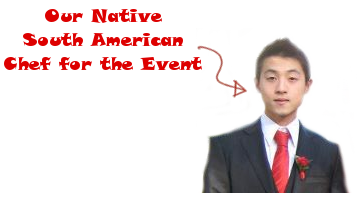 Our Native
South American
Chef for the Event